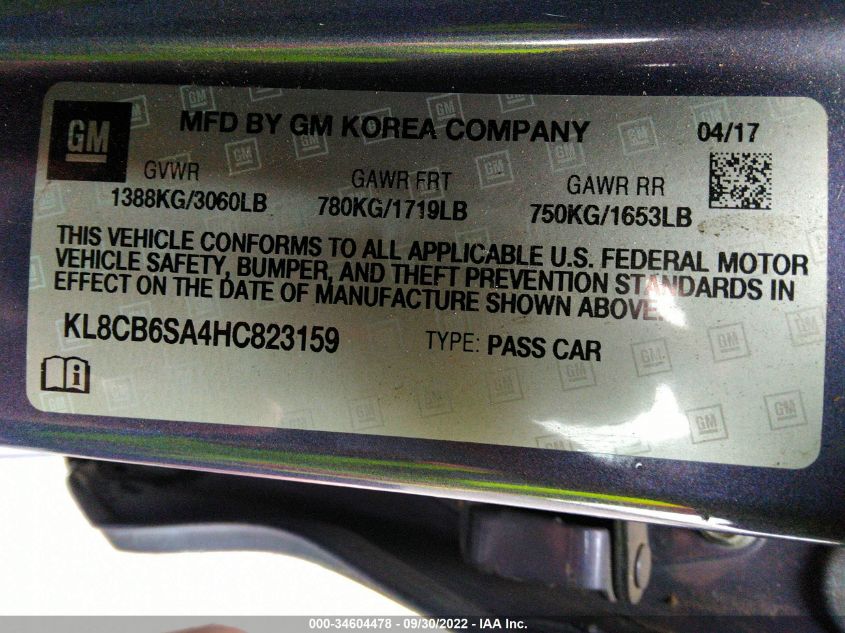 GM
MFD BY GM KOREA COMPANY 04/17
GVWR GAWR FRT GAWR RR
1388KG/3060LB 780KG/1719LB 750KG/1653LB
THIS VEHICLE CONFORMS TO ALL APPLICABLE U.S. FEDERAL MOTOR
VEHICLE SAFETY, BUMPER, AND THEFT PREVENTION STANDARDS IN
EFFECT ON THE DATE OF MANUFACTURE SHOWN ABOVE.
KL8CB6SA4HC823159 TYPE: PASS CAR
000-34604478 - 09/30/2022 - IAA Inc.